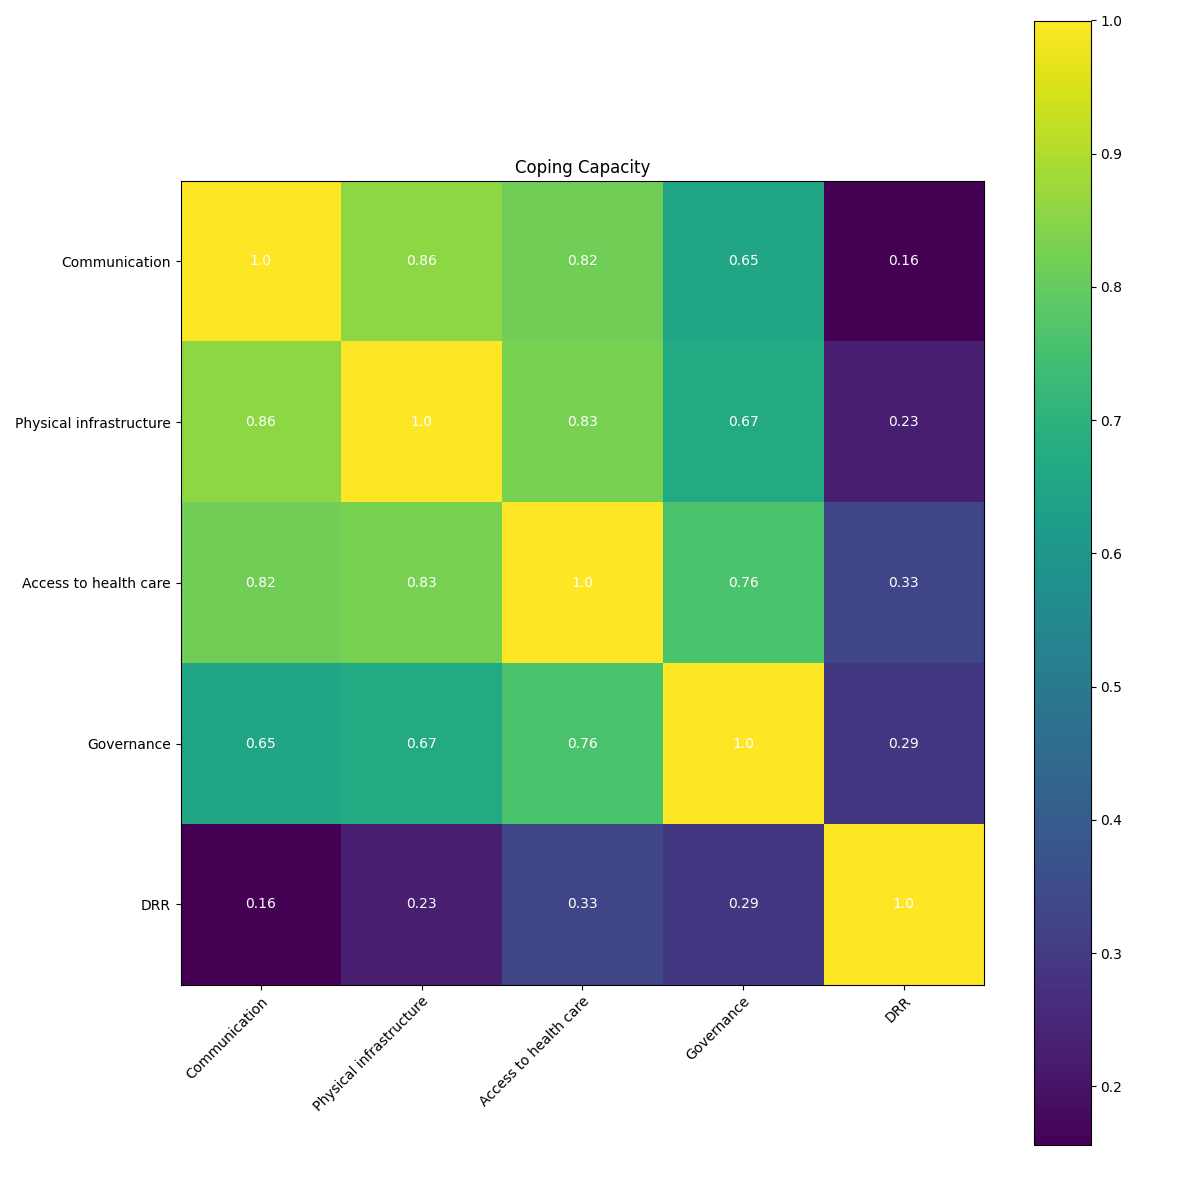 Coping Capacity
Communication
1.0 0.86 0.82 0.65 0.16
Physical infrastructure
0.86 1.0 0.83 0.67 0.23
Access to health care
0.82 0.83 1.0 0.76 0.33
Governance
0.65 0.67 0.76 1.0 0.29
DRR
0.16 0.23 0.33 0.29 1.0
Communication
Physical infrastructure
Access to health care
Governance
DRR
1.0
0.9
0.8
0.7
0.6
0.5
0.4
0.3
0.2